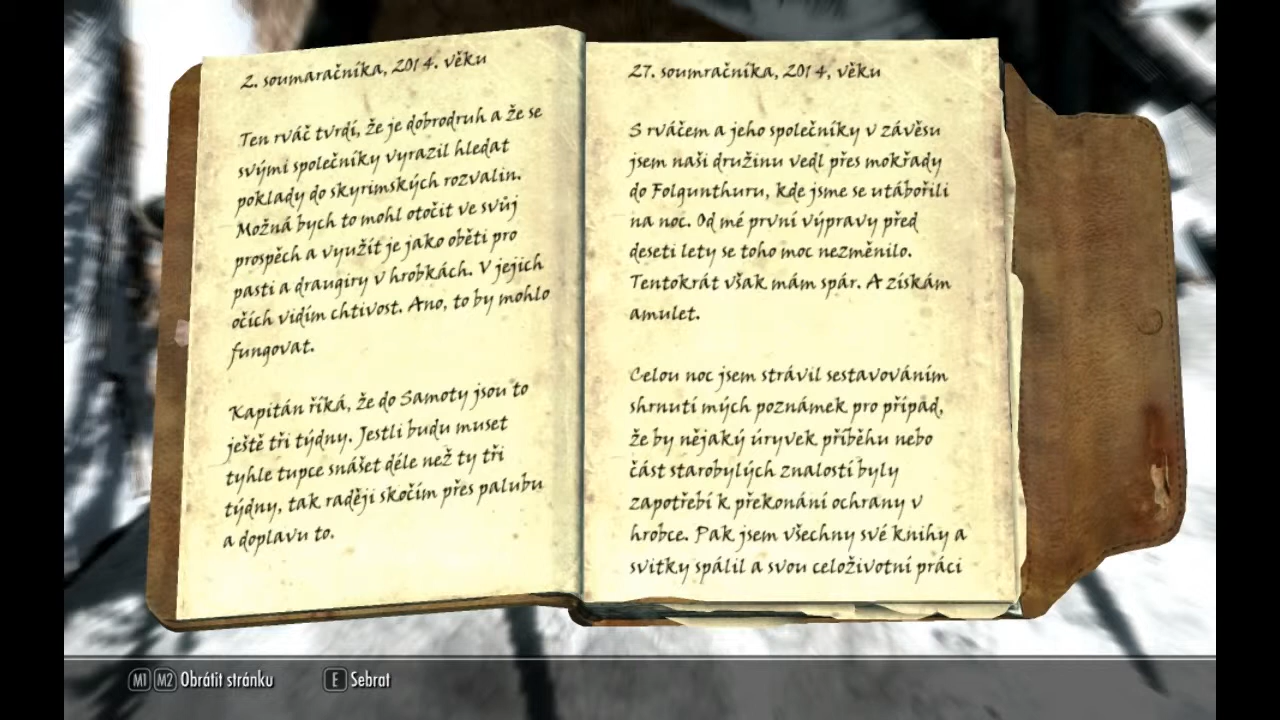 2. soumaračníka, 201 4. věku
Ten rváč tvrdí, že je dobrodruh a že se
svými společníky vyrazil hledat
poklady do skyrimských rozvalin.
Možná bych to mohl otočit ve svůj
prospěch a využít je jako oběti pro
pasti a draugiry v hrobkách. V jejich
očích vidím chtivost. Ano, to by mohlo
fungovat.
Kapitán říká, že do Samoty jsou to
ještě tři týdny. Jestli budu muset
tyhle tupce snášet déle než ty tři
týdny, tak raději skočím přes palubu
a doplavu to.
27. soumračníka, 201 4, věku
S rváčem a jeho společníky v závěsu
jsem naši družinu vedl přes mokřady
do Folgunthuru, kde jsme se utábořili
na noc. Od mé první výpravy před
deseti lety se toho moc nezměnilo.
Tentokrát však mám spár. A získám
amulet.
Celou noc jsem strávil sestavováním
shrnutí mých poznámek pro případ,
že by nějaký úryvek příběhu nebo
část starobylých znalostí byly
zapotřebí k překonání ochrany v
hrobce. Pak jsem všechny své knihy a
svitky spálil a svou celoživotní práci
M1 M2 Obrátit stránku E Sebrat